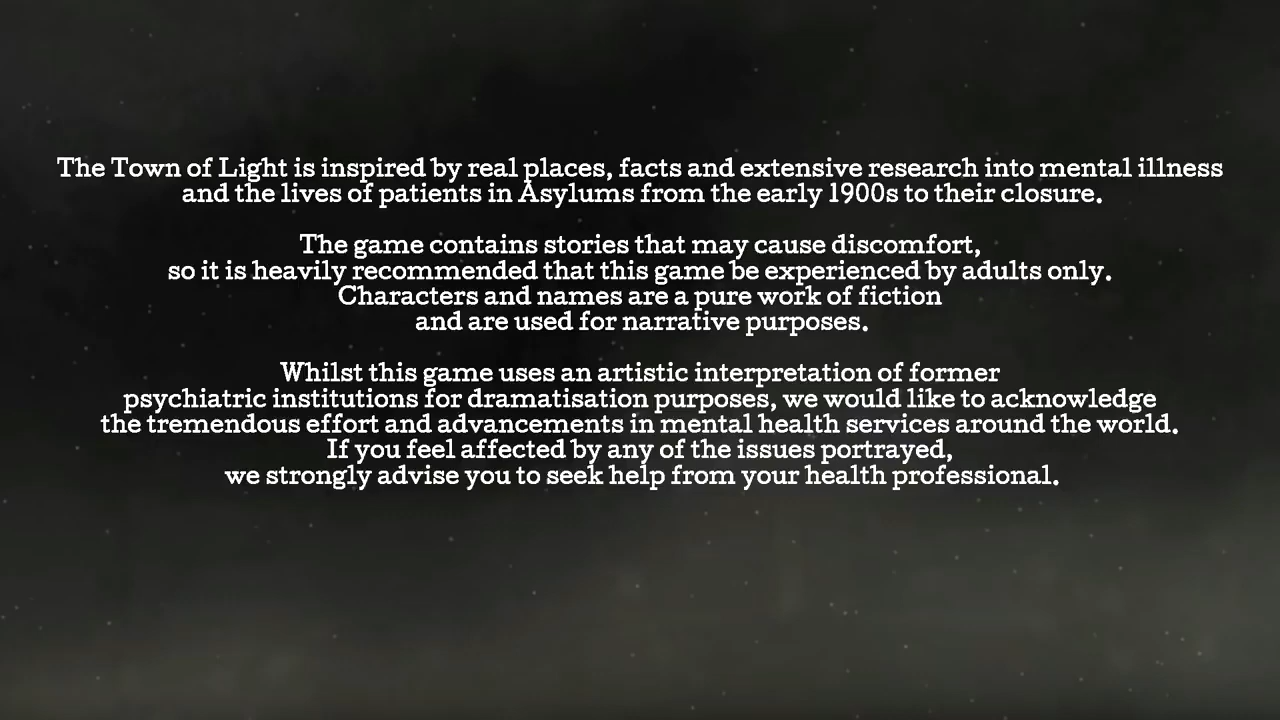 The Town of Light is inspired by real places, facts and extensive research into mental illness
and the lives of patients in Asylums from the early 1900s to their closure.
The game contains stories that may cause discomfort,
so it is heavily recommended that this game be experienced by adults only.
Characters and names are a pure work of fiction
and are used for narrative purposes.
Whilst this game uses an artistic interpretation of former
psychiatric institutions for dramatisation purposes, we would like to acknowledge
the tremendous effort and advancements in mental health services around the world.
If you feel affected by any of the issues portrayed,
we strongly advise you to seek help from your health professional.